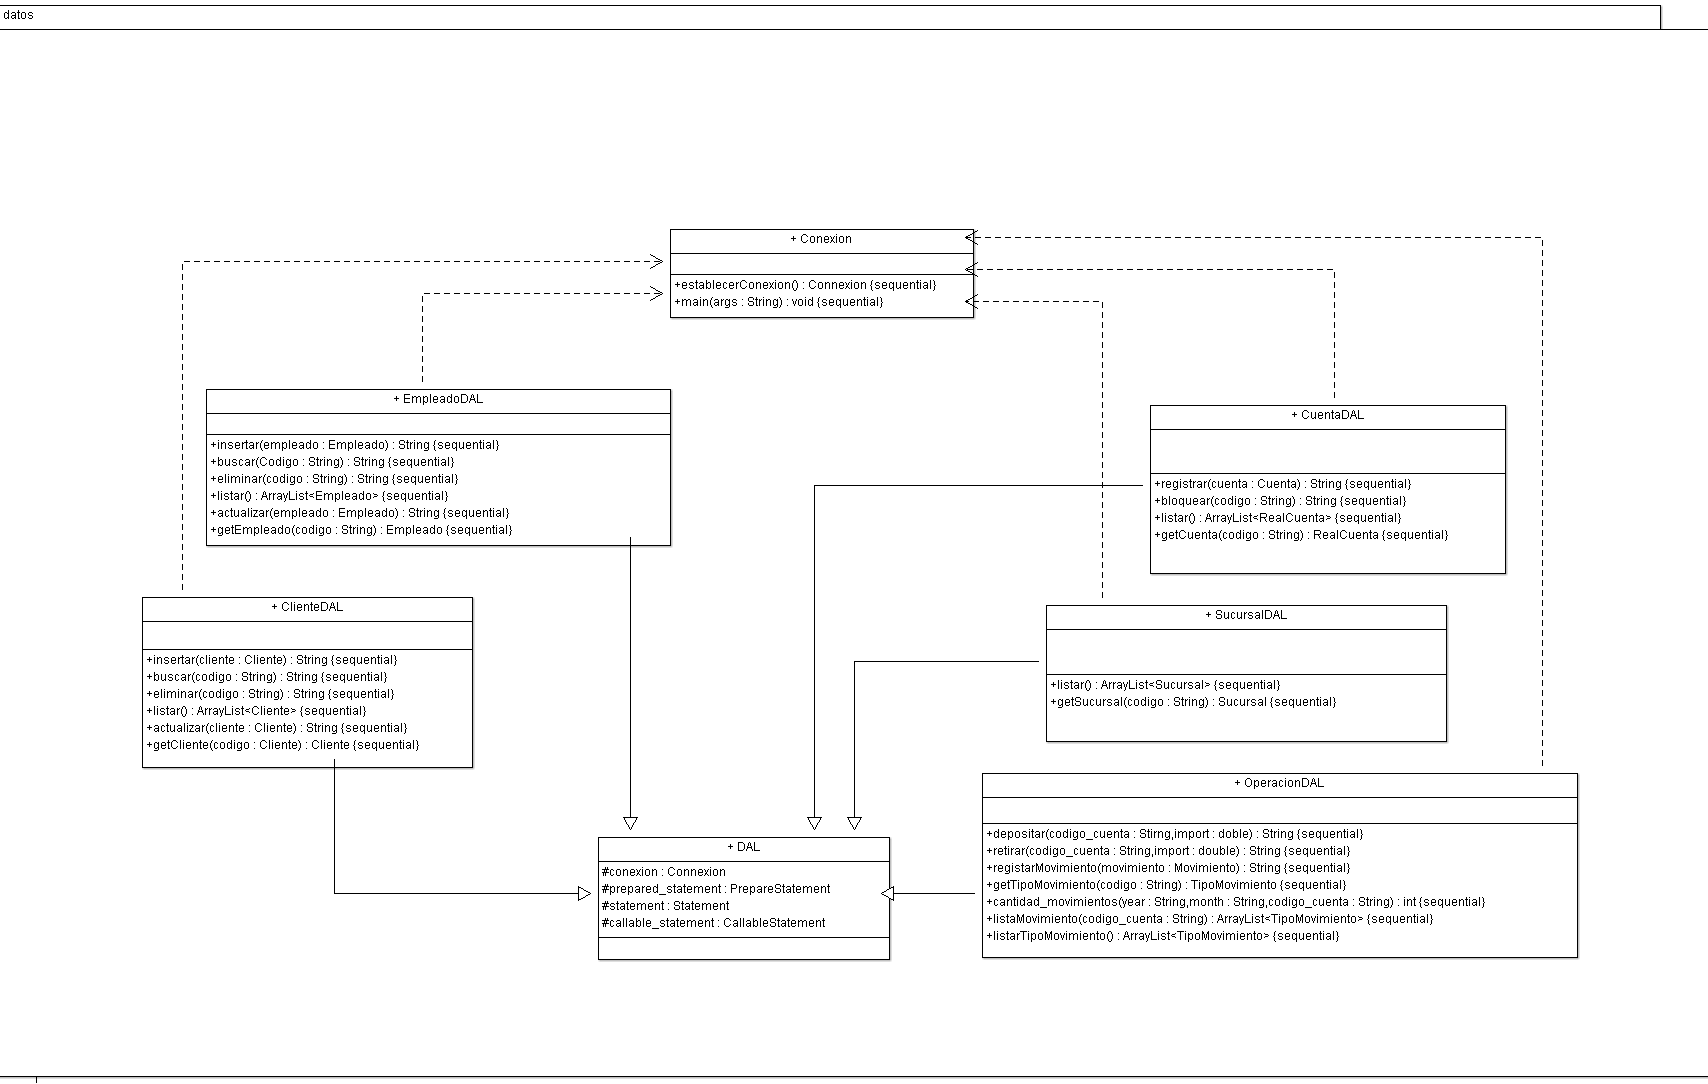 datos
+ Conexion
+establecerConexion() : Connexion {sequential}
+main(args : String) : void {sequential}
+ EmpleadoDAL
+insertar(empleado : Empleado) : String {sequential}
+buscar(Codigo : String) : String {sequential}
+eliminar(codigo : String) : String {sequential}
+listar() : ArrayList<Empleado> {sequential}
+actualizar(empleado : Empleado) : String {sequential}
+getEmpleado(codigo : String) : Empleado {sequential}
+ CuentaDAL
+registrar(cuenta : Cuenta) : String {sequential}
+bloquear(codigo : String) : String {sequential}
+listar() : ArrayList<RealCuenta> {sequential}
+getCuenta(codigo : String) : RealCuenta {sequential}
+ ClienteDAL
+insertar(cliente : Cliente) : String {sequential}
+buscar(codigo : String) : String {sequential}
+eliminar(codigo : String) : String {sequential}
+listar() : ArrayList<Cliente> {sequential}
+actualizar(cliente : Cliente) : String {sequential}
+getCliente(codigo : Cliente) : Cliente {sequential}
+ SucursalDAL
+listar() : ArrayList<Sucursal> {sequential}
+getSucursal(codigo : String) : Sucursal {sequential}
+ DAL
#conexion : Connexion
#prepared_statement : PrepareStatement
#statement : Statement
#callable_statement : CallableStatement
+ OperacionDAL
+depositar(codigo_cuenta : Stirng,import : doble) : String {sequential}
+retirar(codigo_cuenta : String,import : double) : String {sequential}
+registarMovimiento(movimiento : Movimiento) : String {sequential}
+getTipoMovimiento(codigo : String) : TipoMovimiento {sequential}
+cantidad_movimientos(year : String,month : String,codigo_cuenta : String) : int {sequential}
+listaMovimiento(codigo_cuenta : String) : ArrayList<TipoMovimiento> {sequential}
+listarTipoMovimiento() : ArrayList<TipoMovimiento> {sequential}